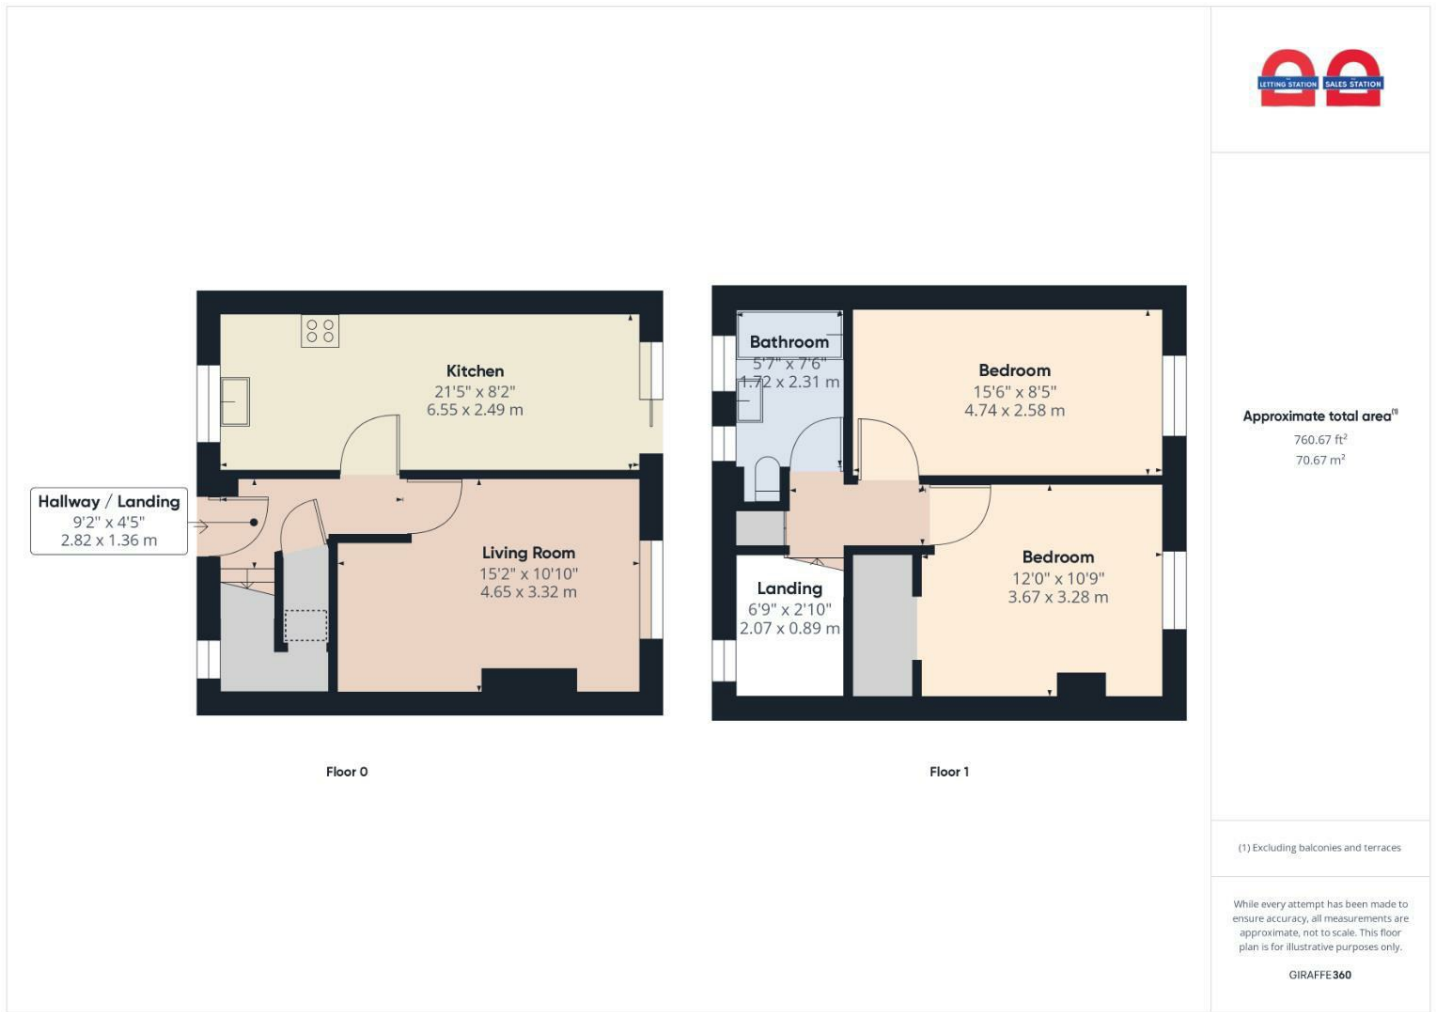 LETTING STATION
SALES STATION
Kitchen
21'5" x 8'2"
6.55 x 2.49 m
Hallway / Landing
9'2" x 4'5"
2.82 x 1.36 m
Living Room
15'2" x 10'10"
4.65 x 3.32 m
Floor 0
Bathroom
5'7" x 7'6"
1.72 x 2.31 m
Bedroom
15'6" x 8'5"
4.74 x 2.58 m
Landing
6'9" x 2'10"
2.07 x 0.89 m
Bedroom
12'0" x 10'9"
3.67 x 3.28 m
Floor 1
Approximate total area(1)
760.67 ft²
70.67 m²
(1) Excluding balconies and terraces
While every attempt has been made to
ensure accuracy, all measurements are
approximate, not to scale. This floor
plan is for illustrative purposes only.
GIRAFFE360